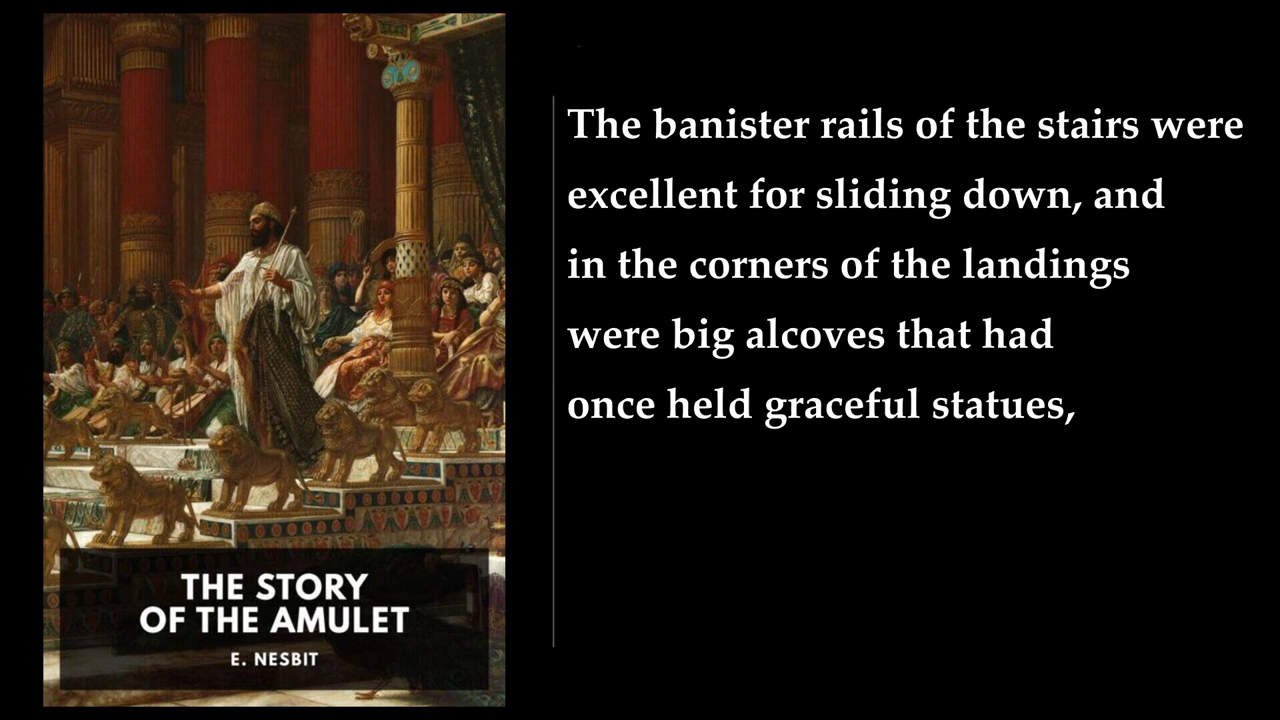 THE STORY
OF THE AMULET
E. NESBIT
The banister rails of the stairs were
excellent for sliding down, and
in the corners of the landings
were big alcoves that had
once held graceful statues,